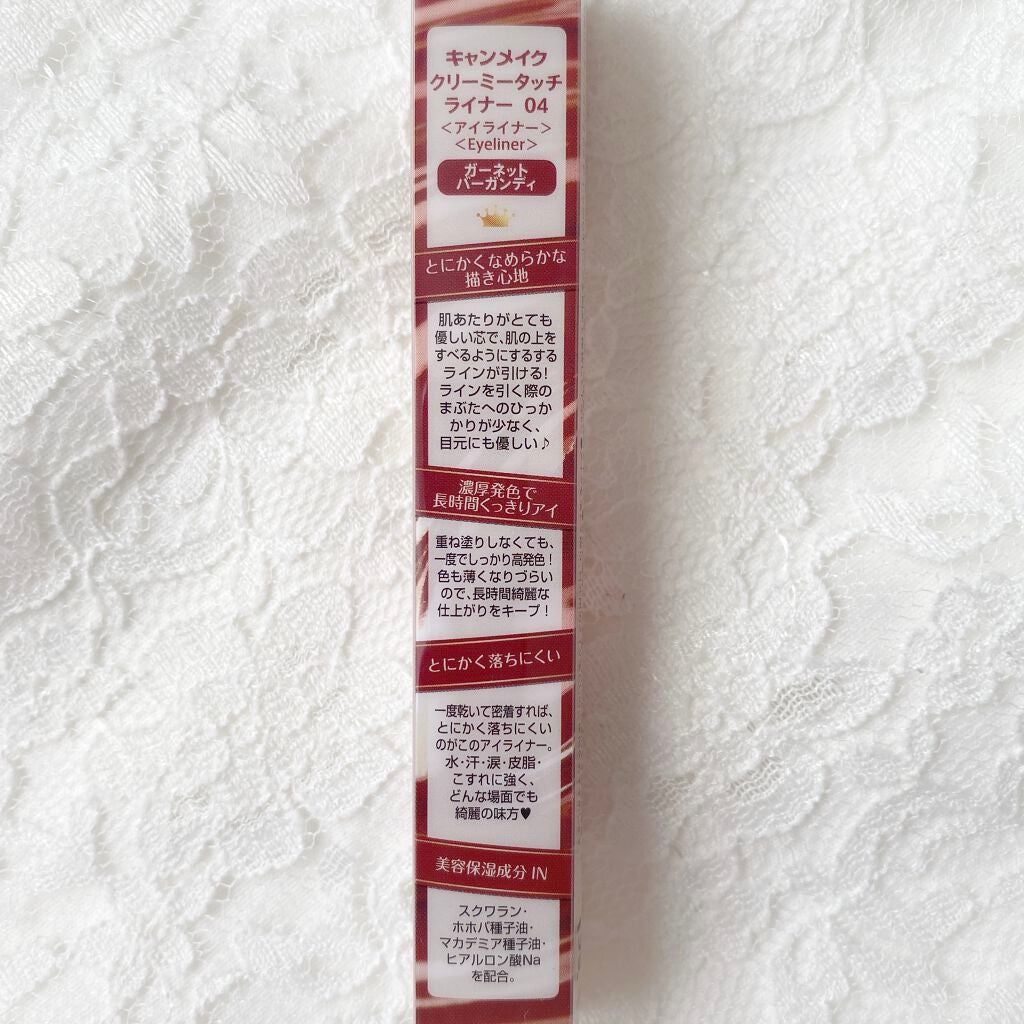 キャンメイク
クリーミータッチ
ライナー 04
＜アイライナー＞
＜Eyeliner＞
ガーネット
バーガンディ
とにかくなめらかな
描き心地
肌あたりがとても
優しい芯で、肌の上を
すべるようにするする
ラインが引ける!
ラインを引く際の
まぶたへのひっか
かりが少なく、
目元にも優しい♪
濃厚発色で
長時間くっきりアイ
重ね塗りしなくても、
一度でしっかり高発色!
色も薄くなりづらい
ので、長時間綺麗な
仕上がりをキープ!
とにかく落ちにくい
一度乾いて密着すれば、
とにかく落ちにくい
のがこのアイライナー。
水・汗・涙・皮脂・
こすれに強く、
どんな場面でも
綺麗の味方♥
美容保湿成分 IN
スクワラン・
ホホバ種子油・
マカデミア種子油・
ヒアルロン酸Na
を配合。